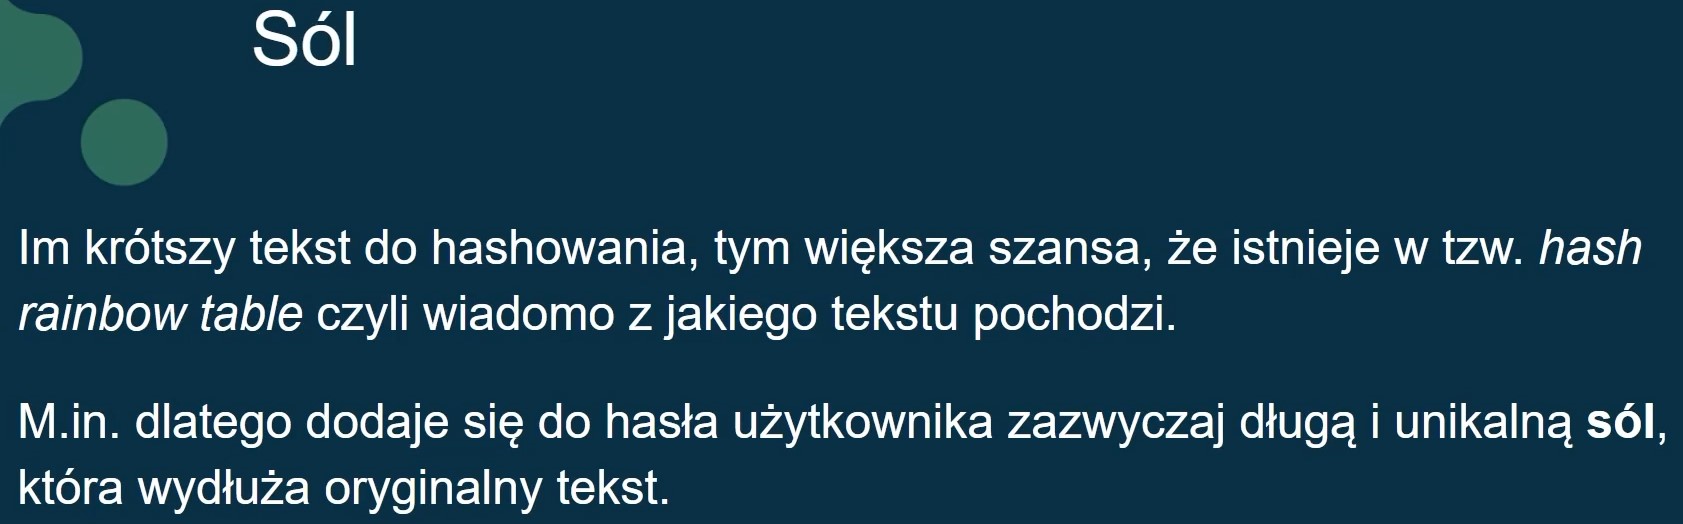 Sól
Im krótszy tekst do hashowania, tym większa szansa, że istnieje w tzw. hash
rainbow table czyli wiadomo z jakiego tekstu pochodzi.
M.in. dlatego dodaje się do hasła użytkownika zazwyczaj długą i unikalną sól,
która wydłuża oryginalny tekst.